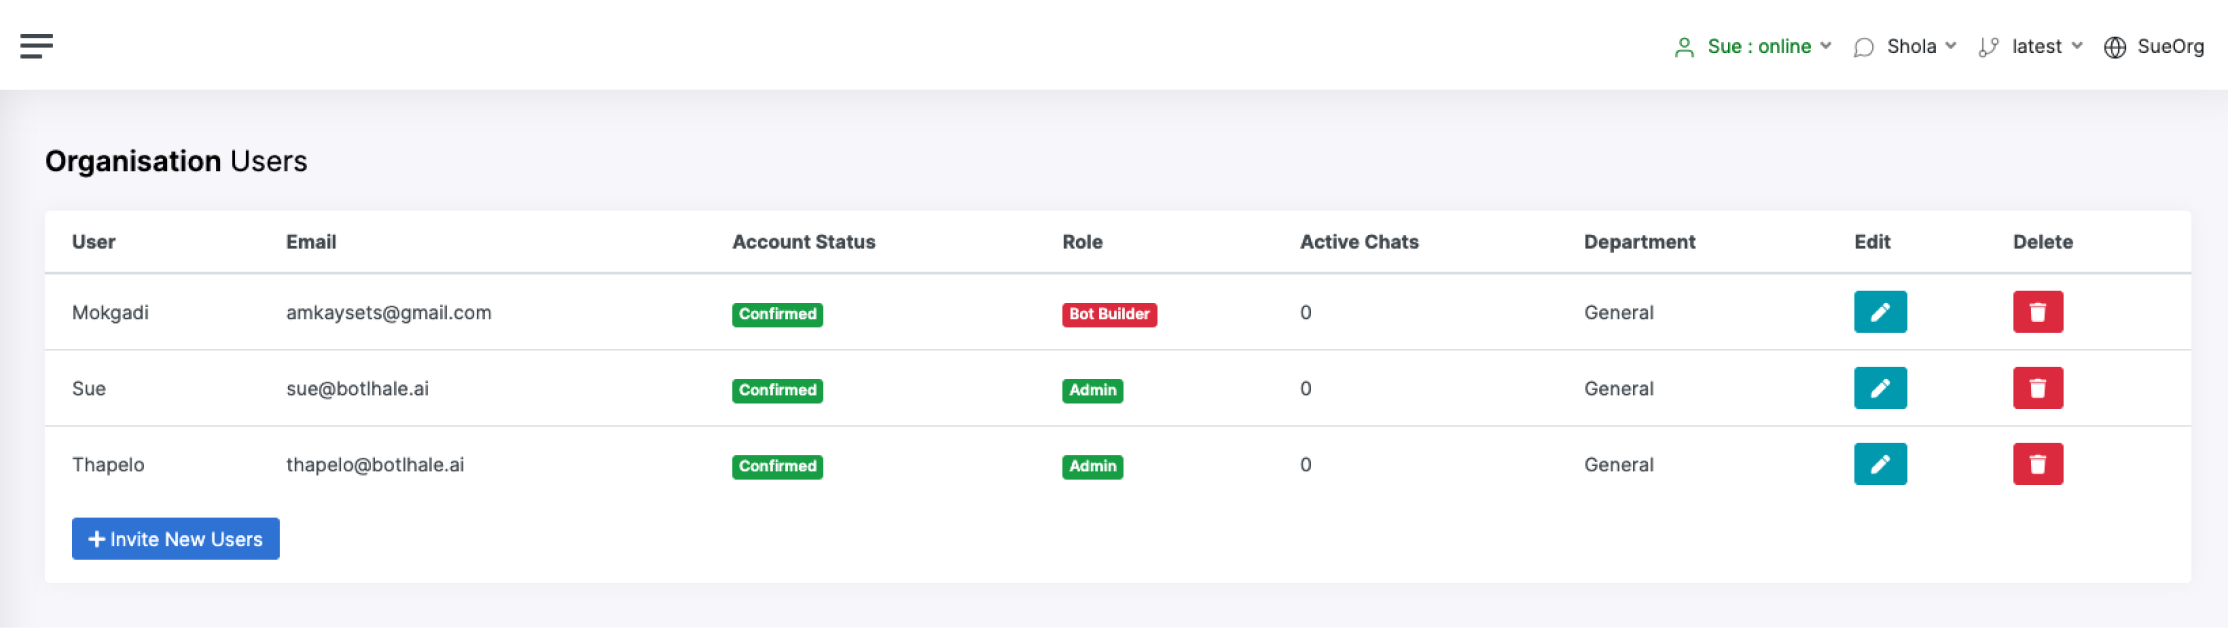 Sue : online Shola latest SueOrg
Organisation Users
User Email Account Status Role Active Chats Department Edit Delete
Mokgadi amkaysets@gmail.com Confirmed Bot Builder 0 General
Sue sue@botlhale.ai Confirmed Admin 0 General
Thapelo thapelo@botlhale.ai Confirmed Admin 0 General
+ Invite New Users